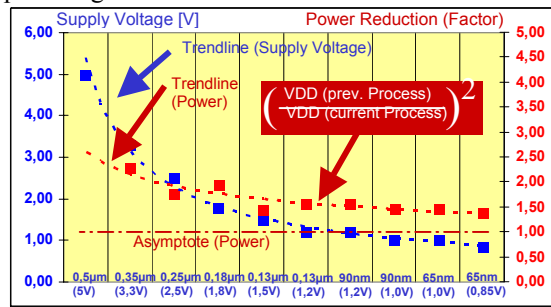 Supply Voltage [V] Power Reduction (Factor)
6,00 5,00
5,00 4,50
4,00 4,00
3,00 3,50
2,00 3,00
1,00 2,50
0,00 2,00
1,50
1,00
0,50
0,00
Trendline (Supply Voltage)
Trendline
(Power)
( VDD (prev. Process) )2
VDD (current Process)
Asymptote (Power)
0,5µm 0,35µm 0,25µm 0,18µm 0,13µm 0,13µm 90nm 90nm 65nm 65nm
(5V) (3,3V) (2,5V) (1,8V) (1,5V) (1,2V) (1,2V) (1,0V) (1,0V) (0,85V)